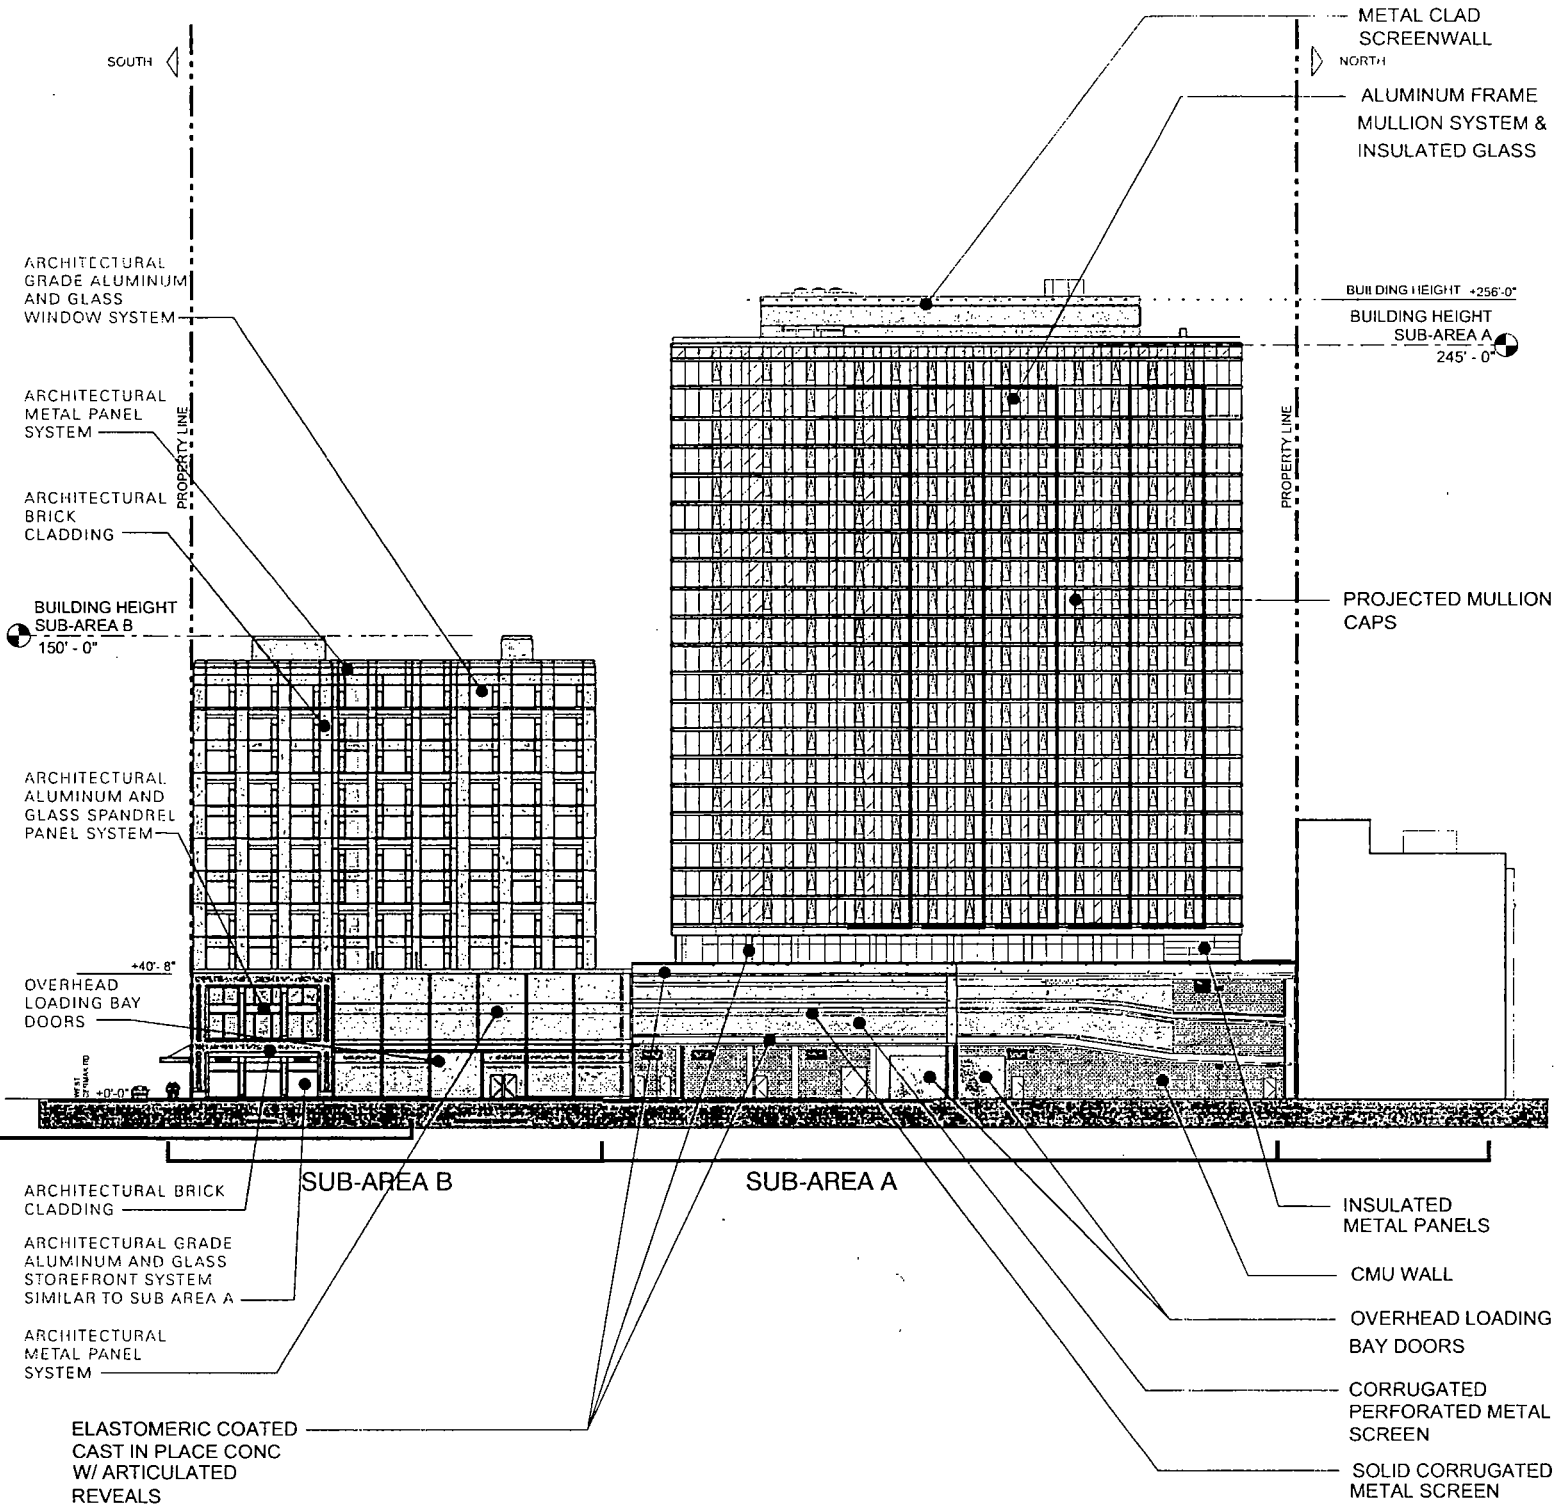 METAL CLAD
SCREENWALL
SOUTH
NORTH
ALUMINUM FRAME
MULLION SYSTEM &
INSULATED GLASS
ARCHITECTURAL
GRADE ALUMINUM
AND GLASS
WINDOW SYSTEM
BUILDING HEIGHT +256'-0"
BUILDING HEIGHT
SUB-AREA A
245' - 0"
ARCHITECTURAL
METAL PANEL
SYSTEM
PROPERTY LINE
PROPERTY LINE
ARCHITECTURAL
BRICK
CLADDING
PROJECTED MULLION
CAPS
BUILDING HEIGHT
SUB-AREA B
150' - 0"
ARCHITECTURAL
ALUMINUM AND
GLASS SPANDREL
PANEL SYSTEM
+40'- 8"
OVERHEAD
LOADING BAY
DOORS
WEST
+0'-0"
SUB-AREA B
SUB-AREA A
ARCHITECTURAL BRICK
CLADDING
INSULATED
METAL PANELS
ARCHITECTURAL GRADE
ALUMINUM AND GLASS
STOREFRONT SYSTEM
SIMILAR TO SUB AREA A
CMU WALL
OVERHEAD LOADING
BAY DOORS
ARCHITECTURAL
METAL PANEL
SYSTEM
CORRUGATED
PERFORATED METAL
SCREEN
ELASTOMERIC COATED
CAST IN PLACE CONC
W/ ARTICULATED
REVEALS
SOLID CORRUGATED
METAL SCREEN